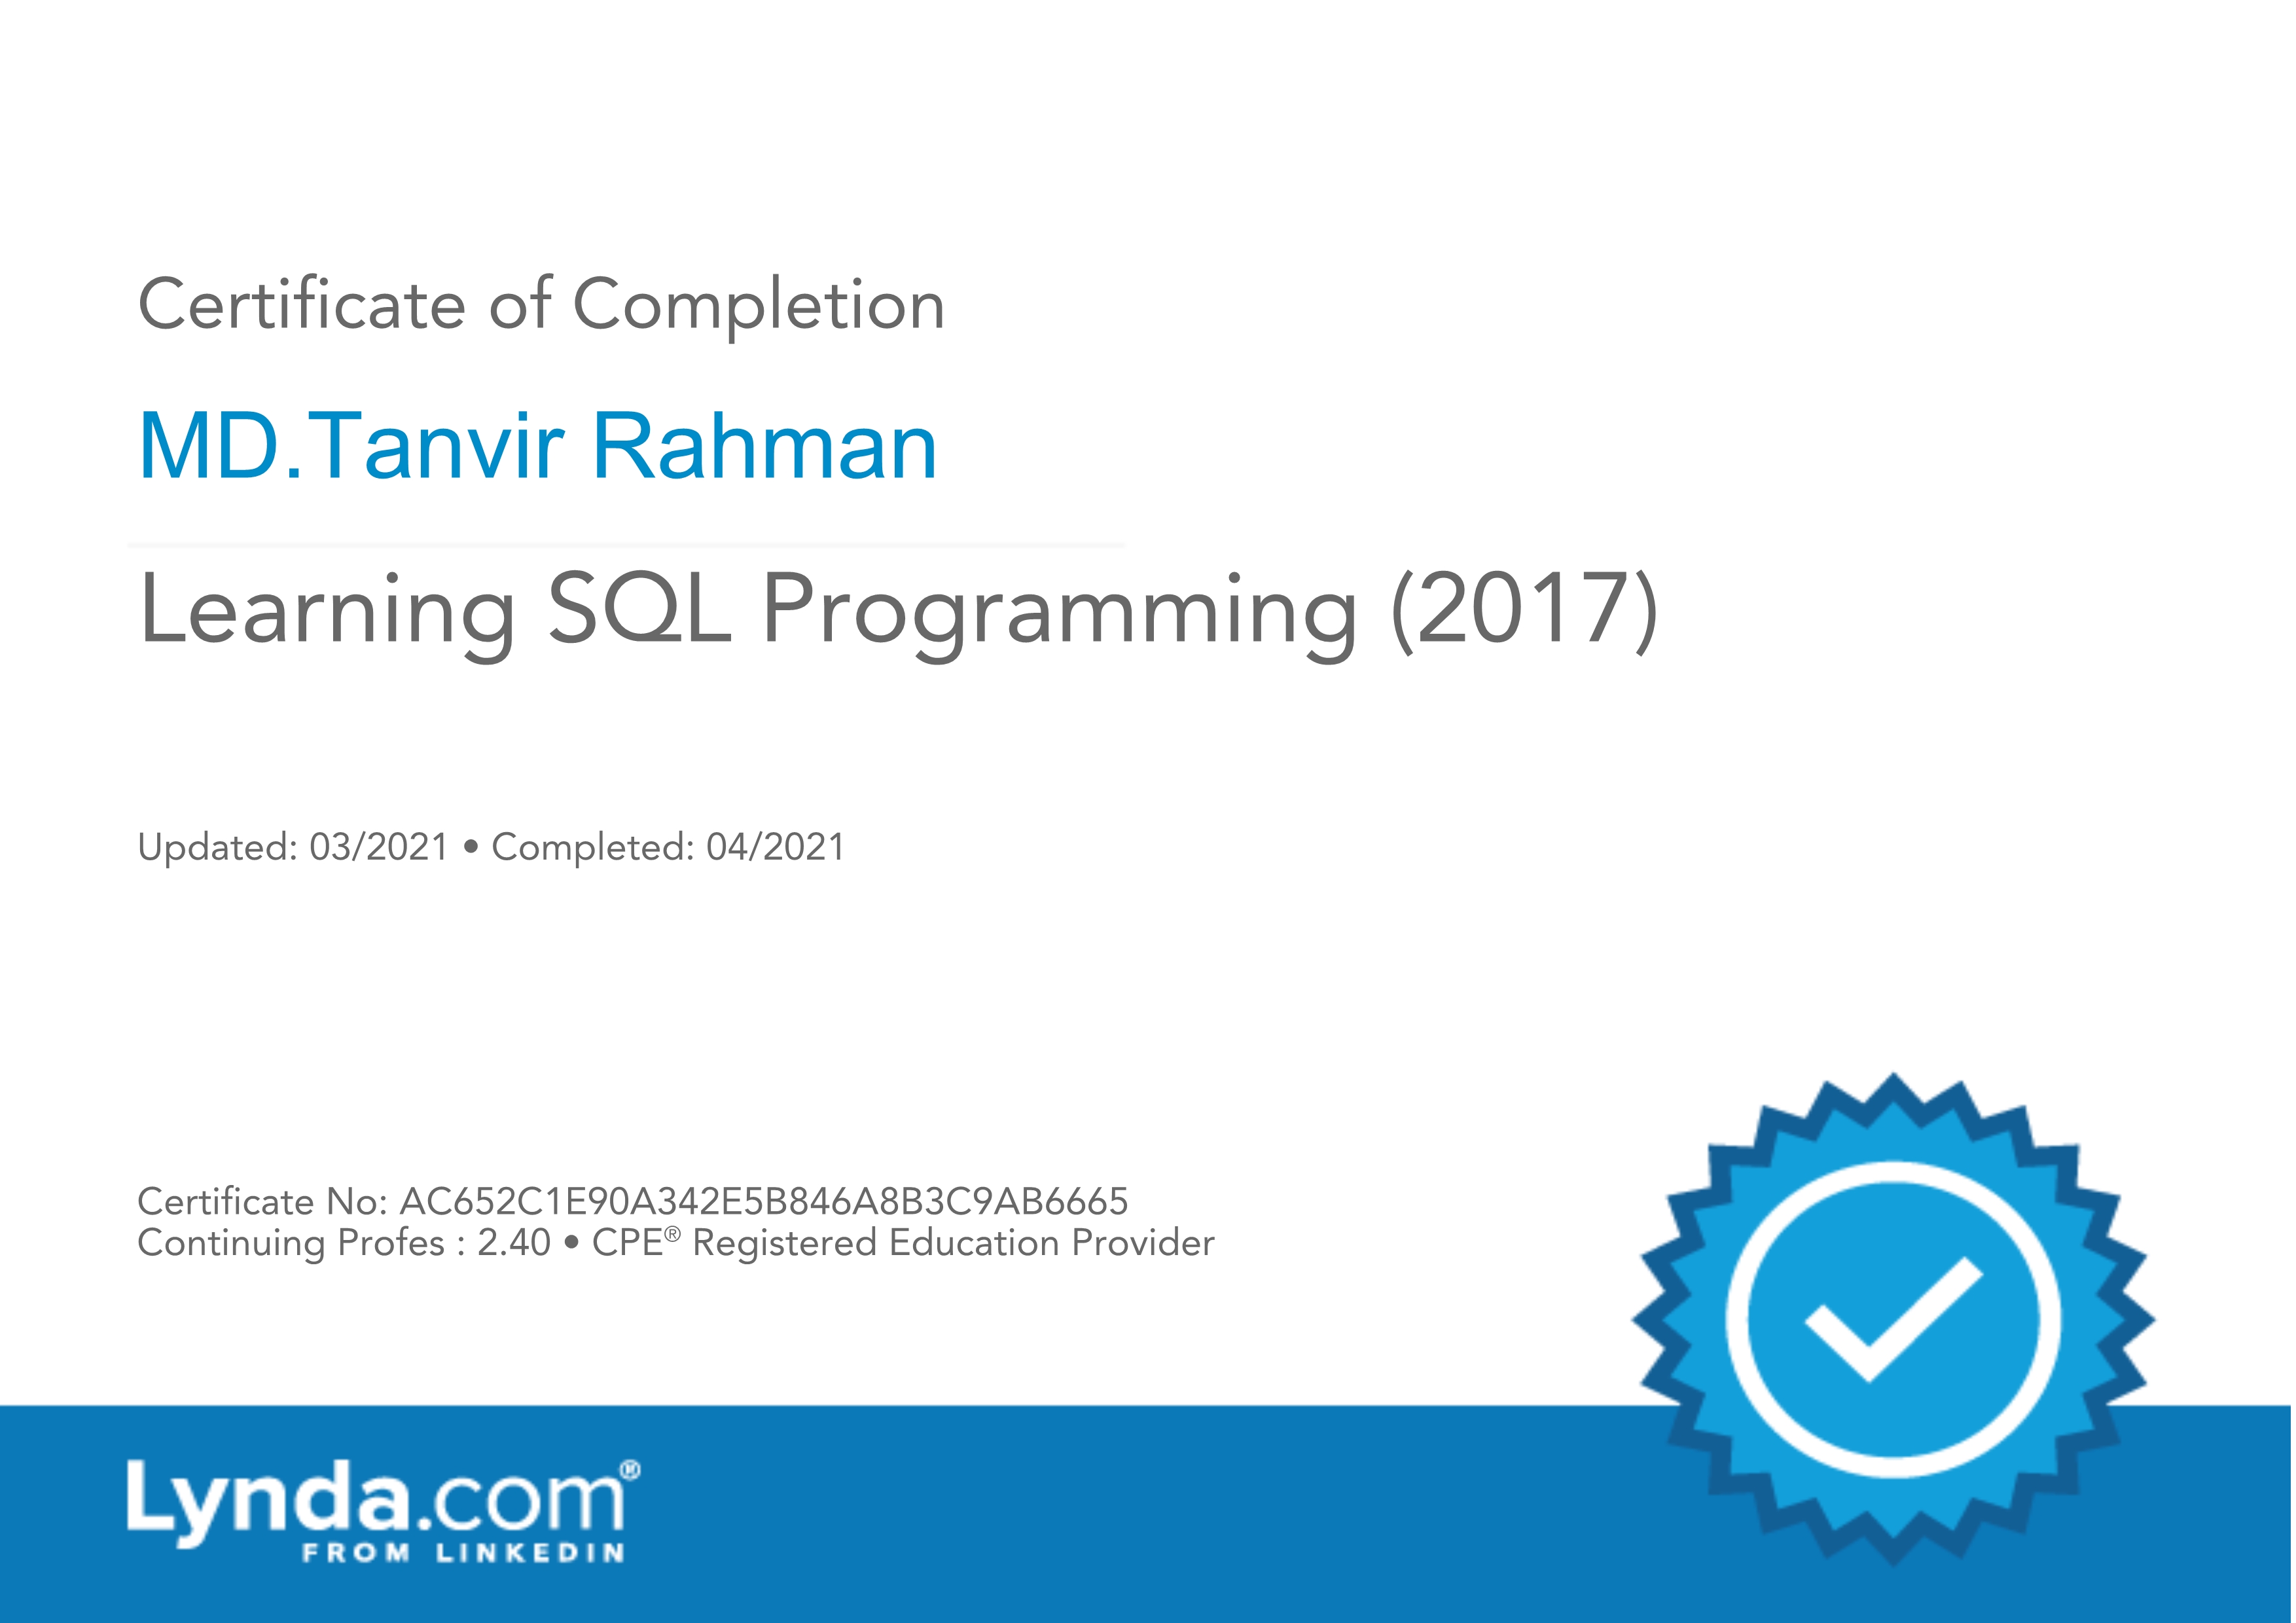 Certificate of Completion
MD.Tanvir Rahman
Learning SQL Programming (2017)
Updated: 03/2021 • Completed: 04/2021
Certificate No: AC652C1E90A342E5B846A8B3C9AB6665
Continuing Profes : 2.40 • CPE® Registered Education Provider
Lynda.com®
FROM LINKEDIN